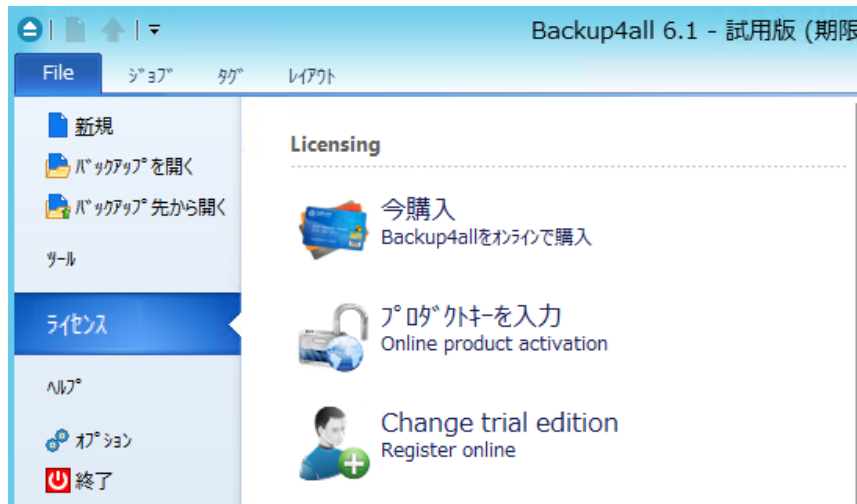 Backup4all 6.1 - 試用版 (期限
File ｼﾞｮﾌﾞ ﾀｸﾞ ﾚｲｱｳﾄ
新規
ﾊﾞｯｸｱｯﾌﾟを開く
ﾊﾞｯｸｱｯﾌﾟ先から開く
ﾂｰﾙ
ﾗｲｾﾝｽ
ﾍﾙﾌﾟ
ｵﾌﾟｼｮﾝ
終了
Licensing
今購入
Backup4allをｵﾝﾗｲﾝで購入
ﾌﾟﾛﾀﾞｸﾄｷｰを入力
Online product activation
Change trial edition
Register online